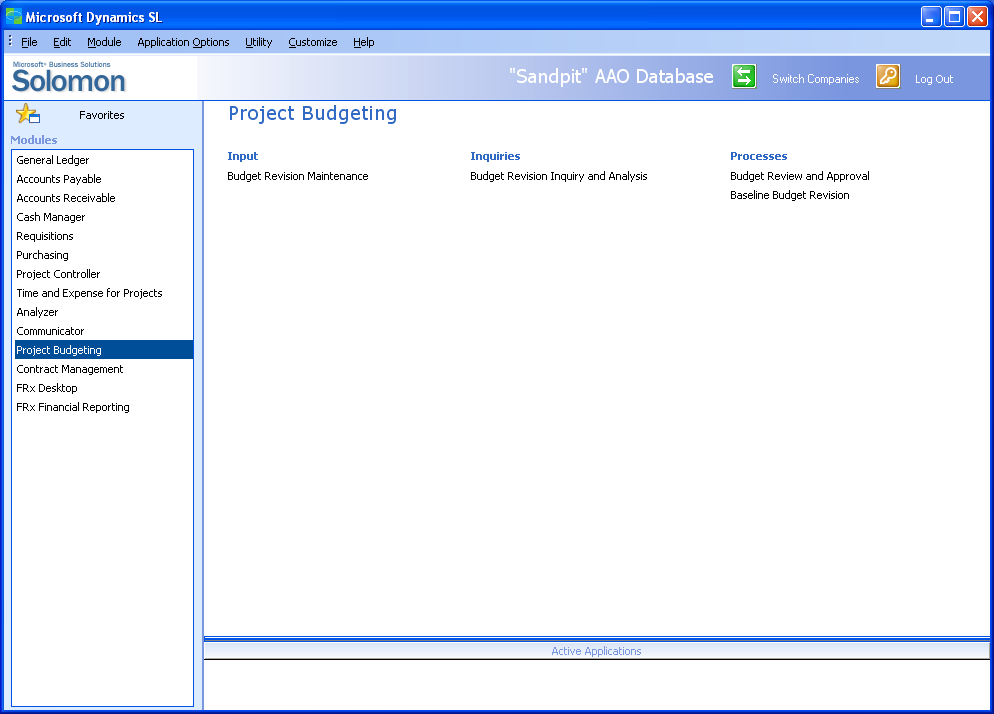 Microsoft Dynamics SL
File Edit Module Application Options Utility Customize Help
Microsoft® Business Solutions
Solomon
"Sandpit" AAO Database
Switch Companies
Log Out
Favorites
Modules
General Ledger
Accounts Payable
Accounts Receivable
Cash Manager
Requisitions
Purchasing
Project Controller
Time and Expense for Projects
Analyzer
Communicator
Project Budgeting
Contract Management
FRx Desktop
FRx Financial Reporting
Project Budgeting
Input
Budget Revision Maintenance
Inquiries
Budget Revision Inquiry and Analysis
Processes
Budget Review and Approval
Baseline Budget Revision
Active Applications